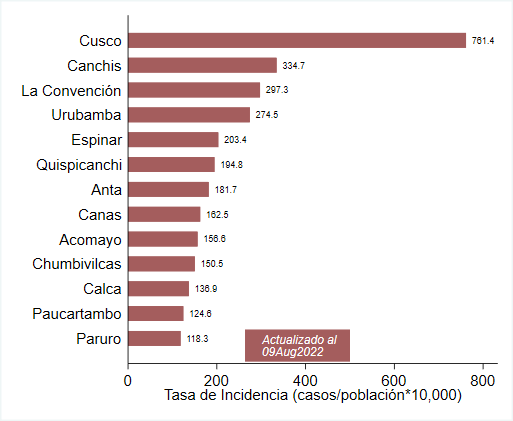 Cusco 761.4
Canchis 334.7
La Convención 297.3
Urubamba 274.5
Espinar 203.4
Quispicanchi 194.8
Anta 181.7
Canas 162.5
Acomayo 156.6
Chumbivilcas 150.5
Calca 136.9
Paucartambo 124.6
Paruro 118.3
Actualizado al
09Aug2022
0 200 400 600 800
Tasa de Incidencia (casos/población*10,000)